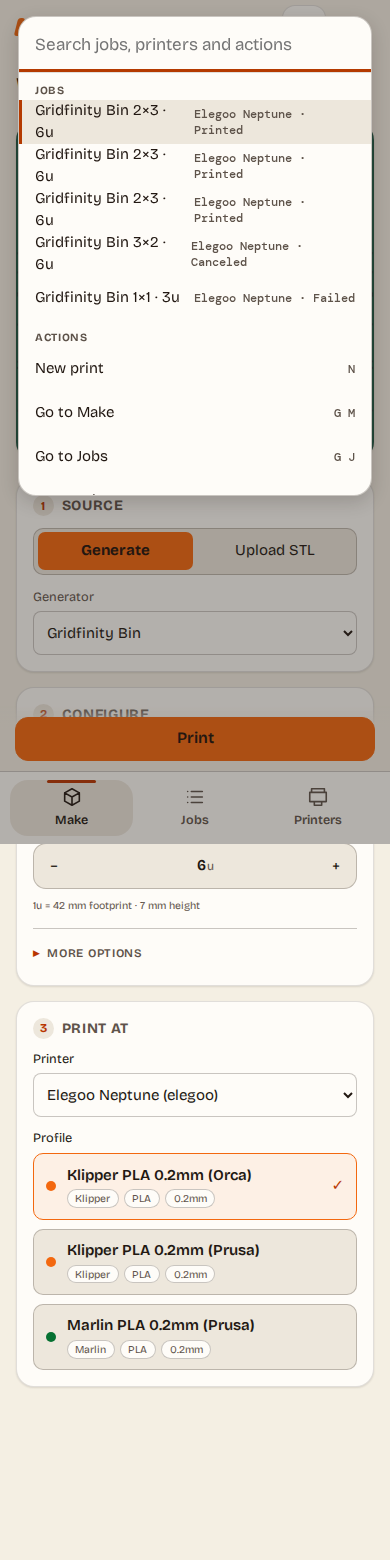 Search jobs, printers and actions
JOBS
Gridfinity Bin 2×3 · 6u
Elegoo Neptune · Printed
Gridfinity Bin 2×3 · 6u
Elegoo Neptune · Printed
Gridfinity Bin 2×3 · 6u
Elegoo Neptune · Printed
Gridfinity Bin 3×2 · 6u
Elegoo Neptune · Canceled
Gridfinity Bin 1×1 · 3u
Elegoo Neptune · Failed
ACTIONS
New print N
Go to Make G M
Go to Jobs G J
1 SOURCE
Generate Upload STL
Generator
Gridfinity Bin
2 CONFIGURE
Print
Make Jobs Printers
− 6u +
1u = 42 mm footprint · 7 mm height
▶ MORE OPTIONS
3 PRINT AT
Printer
Elegoo Neptune (elegoo)
Profile
Klipper PLA 0.2mm (Orca) ✓
Klipper PLA 0.2mm
Klipper PLA 0.2mm (Prusa)
Klipper PLA 0.2mm
Marlin PLA 0.2mm (Prusa)
Marlin PLA 0.2mm